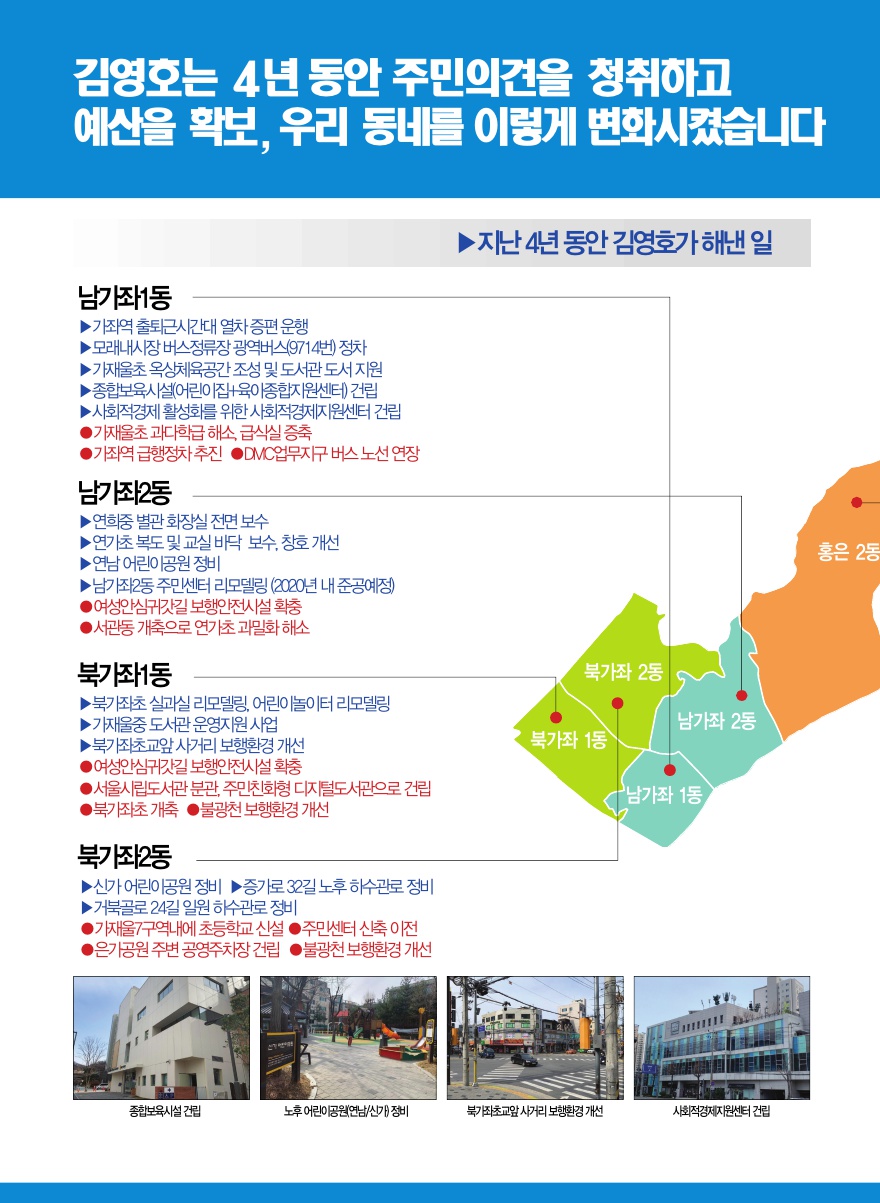 김영호는 4년 동안 주민의견을 청취하고
예산을 확보, 우리 동네를 이렇게 변화시켰습니다
▶지난 4년 동안 김영호가 해낸 일
남가좌1동
▶가좌역 출퇴근시간대 열차 증편 운행
▶모래내시장 버스정류장 광역버스(9714번) 정차
▶가재울초 옥상체육공간 조성 및 도서관 도서 지원
▶종합보육시설(어린이집+육아종합지원센터) 건립
▶사회적경제 활성화를 위한 사회적경제지원센터 건립
●가재울초 과다학급 해소, 급식실 증축
●가좌역 급행정차 추진 ●DMC업무지구 버스 노선 연장
남가좌2동
▶연희중 별관 화장실 전면 보수
▶연가초 복도 및 교실 바닥 보수, 창호 개선
▶연남 어린이공원 정비
▶남가좌2동 주민센터 리모델링 (2020년 내 준공예정)
●여성안심귀갓길 보행안전시설 확충
●서관동 개축으로 연가초 과밀화 해소
북가좌1동
▶북가좌초 실과실 리모델링, 어린이놀이터 리모델링
▶가재울중 도서관 운영지원 사업
▶북가좌초교앞 사거리 보행환경 개선
●여성안심귀갓길 보행안전시설 확충
●서울시립도서관 분관, 주민친화형 디지털도서관으로 건립
●북가좌초 개축 ●불광천 보행환경 개선
북가좌2동
▶신가 어린이공원 정비 ▶증가로 32길 노후 하수관로 정비
▶거북골로 24길 일원 하수관로 정비
●가재울7구역내에 초등학교 신설 ●주민센터 신축 이전
●은가공원 주변 공영주차장 건립 ●불광천 보행환경 개선
홍은 2동
북가좌 2동
남가좌 2동
북가좌 1동
남가좌 1동
종합보육시설 건립
노후 어린이공원(연남/신가) 정비
북가좌초교앞 사거리 보행환경 개선
사회적경제지원센터 건립